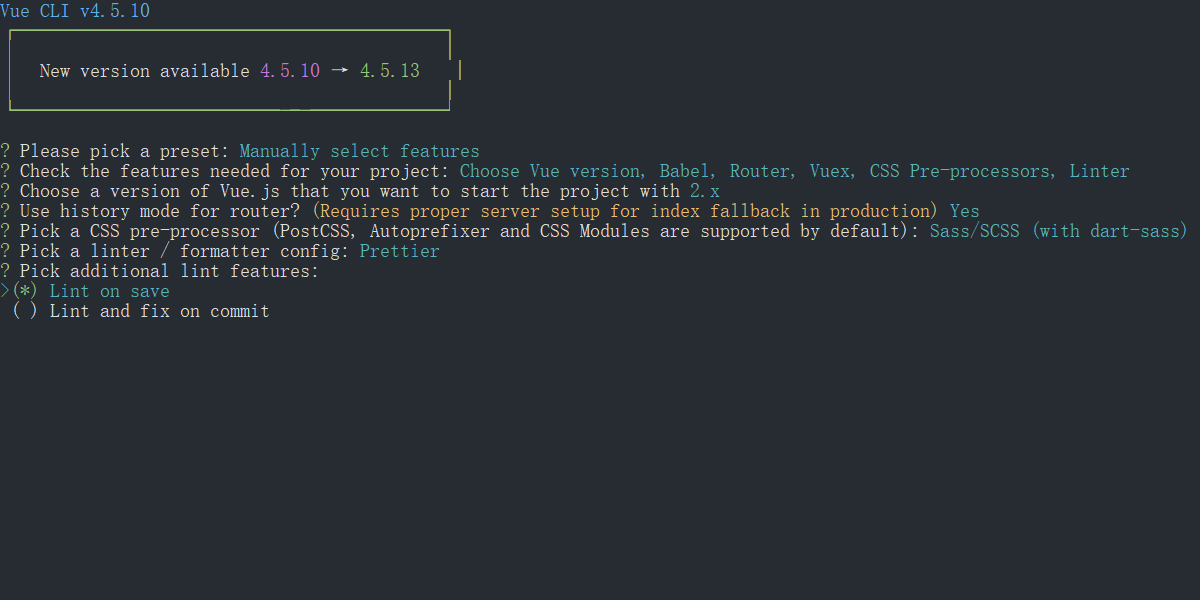 Vue CLI v4.5.10
New version available 4.5.10 → 4.5.13
? Please pick a preset: Manually select features
? Check the features needed for your project: Choose Vue version, Babel, Router, Vuex, CSS Pre-processors, Linter
? Choose a version of Vue.js that you want to start the project with 2.x
? Use history mode for router? (Requires proper server setup for index fallback in production) Yes
? Pick a CSS pre-processor (PostCSS, Autoprefixer and CSS Modules are supported by default): Sass/SCSS (with dart-sass)
? Pick a linter / formatter config: Prettier
? Pick additional lint features:
>(*) Lint on save
( ) Lint and fix on commit